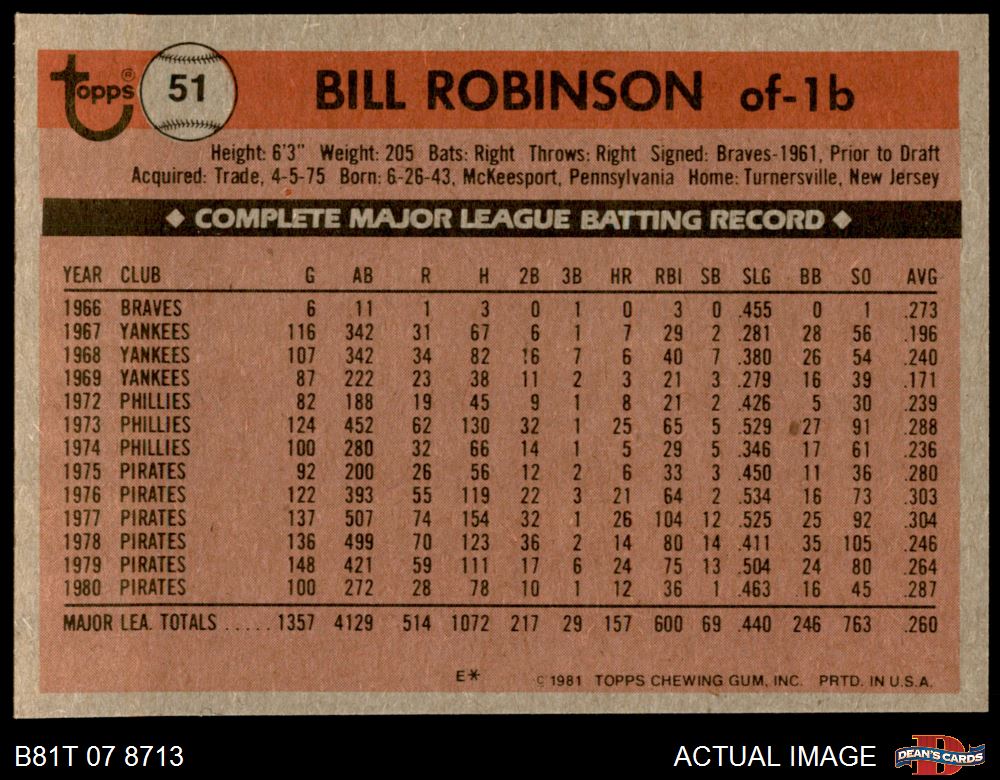 topps® 51 BILL ROBINSON of-1b
Height: 6'3" Weight: 205 Bats: Right Throws: Right Signed: Braves-1961, Prior to Draft
Acquired: Trade, 4-5-75 Born: 6-26-43, McKeesport, Pennsylvania Home: Turnersville, New Jersey
◆ COMPLETE MAJOR LEAGUE BATTING RECORD ◆
YEAR CLUB G AB R H 2B 3B HR RBI SB SLG BB SO AVG
1966 BRAVES 6 11 1 3 0 1 0 3 0 .455 0 1 .273
1967 YANKEES 116 342 31 67 6 1 7 29 2 .281 28 56 .196
1968 YANKEES 107 342 34 82 16 7 6 40 7 .380 26 54 .240
1969 YANKEES 87 222 23 38 11 2 3 21 3 .279 16 39 .171
1972 PHILLIES 82 188 19 45 9 1 8 21 2 .426 5 30 .239
1973 PHILLIES 124 452 62 130 32 1 25 65 5 .529 27 91 .288
1974 PHILLIES 100 280 32 66 14 1 5 29 5 .346 17 61 .236
1975 PIRATES 92 200 26 56 12 2 6 33 3 .450 11 36 .280
1976 PIRATES 122 393 55 119 22 3 21 64 2 .534 16 73 .303
1977 PIRATES 137 507 74 154 32 1 26 104 12 .525 25 92 .304
1978 PIRATES 136 499 70 123 36 2 14 80 14 .411 35 105 .246
1979 PIRATES 148 421 59 111 17 6 24 75 13 .504 24 80 .264
1980 PIRATES 100 272 28 78 10 1 12 36 1 .463 16 45 .287
MAJOR LEA. TOTALS ..... 1357 4129 514 1072 217 29 157 600 69 .440 246 763 .260
E* © 1981 TOPPS CHEWING GUM, INC. PRTD. IN U.S.A.
B81T 07 8713 ACTUAL IMAGE DEAN'S CARDS